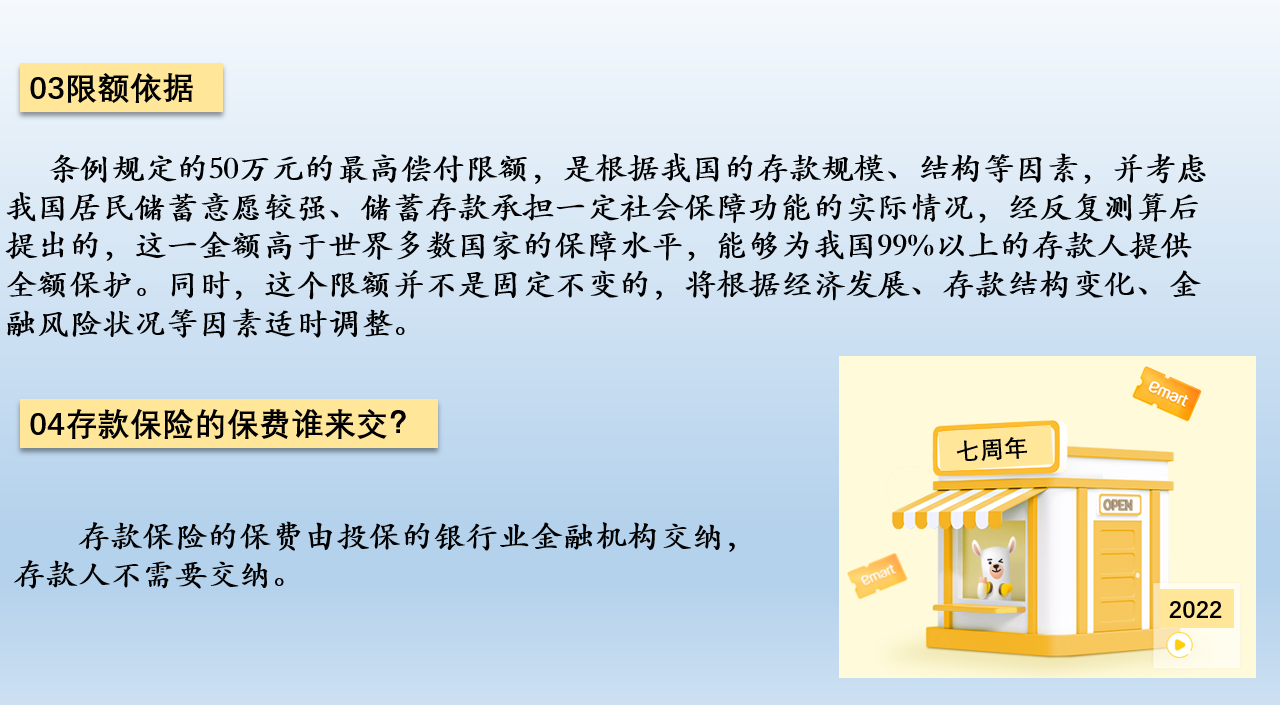 03限额依据
条例规定的50万元的最高偿付限额，是根据我国的存款规模、结构等因素，并考虑
我国居民储蓄意愿较强、储蓄存款承担一定社会保障功能的实际情况，经反复测算后
提出的，这一金额高于世界多数国家的保障水平，能够为我国99%以上的存款人提供
全额保护。同时，这个限额并不是固定不变的，将根据经济发展、存款结构变化、金
融风险状况等因素适时调整。
04存款保险的保费谁来交？
存款保险的保费由投保的银行业金融机构交纳，
存款人不需要交纳。
emart
七周年
OPEN
emart
2022